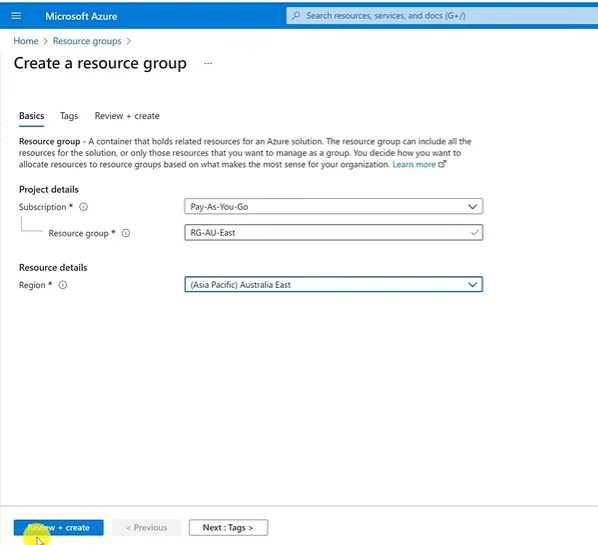 Microsoft Azure
Search resources, services, and docs (G+/)
Home > Resource groups >
Create a resource group ...
Basics Tags Review + create
Resource group - A container that holds related resources for an Azure solution. The resource group can include all the
resources for the solution, or only those resources that you want to manage as a group. You decide how you want to
allocate resources to resource groups based on what makes the most sense for your organization. Learn more
Project details
Subscription * Pay-As-You-Go
Resource group * RG-AU-East
Resource details
Region * (Asia Pacific) Australia East
Review + create < Previous Next : Tags >